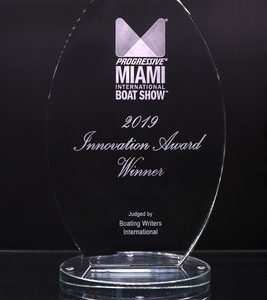 PROGRESSIVE®
MIAMI
INTERNATIONAL
BOAT SHOW™
2019
Innovation Award
Winner
Judged by
Boating Writers
International